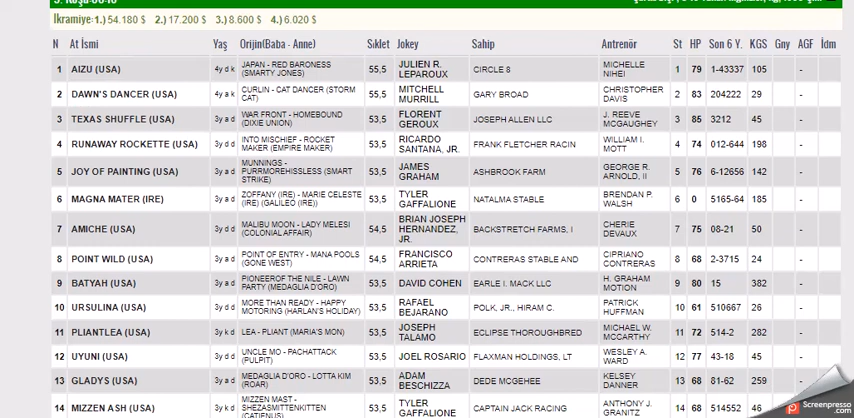 İkramiye:1.) 54.180 $ 2.) 17.200 $ 3.) 8.600 $ 4.) 6.020 $
N At İsmi Yaş Orijin(Baba - Anne) Sıklet Jokey Sahip Antrenör St HP Son 6 Y. KGS Gny AGF İdm
1 AIZU (USA) 4y d k JAPAN - RED BARONESS (SMARTY JONES) 55,5 JULIEN R. LEPAROUX CIRCLE 8 MICHELLE NIHEI 1 79 1-43337 105 -
2 DAWN'S DANCER (USA) 4y a k CURLIN - CAT DANCER (STORM CAT) 55,5 MITCHELL MURRILL GARY BROAD CHRISTOPHER DAVIS 2 83 204222 29 -
3 TEXAS SHUFFLE (USA) 3y a d WAR FRONT - HOMEBOUND (DIXIE UNION) 53,5 FLORENT GEROUX JOSEPH ALLEN LLC J. REEVE MCGAUGHEY 3 85 3212 45 -
4 RUNAWAY ROCKETTE (USA) 3y d d INTO MISCHIEF - ROCKET MAKER (EMPIRE MAKER) 53,5 RICARDO SANTANA, JR. FRANK FLETCHER RACIN WILLIAM I. MOTT 4 74 012-644 198 -
5 JOY OF PAINTING (USA) 3y a d MUNNINGS - PURRMOREHISSLESS (SMART STRIKE) 53,5 JAMES GRAHAM ASHBROOK FARM GEORGE R. ARNOLD, II 5 76 6-12656 142 -
6 MAGNA MATER (IRE) 3y d d ZOFFANY (IRE) - MARIE CELESTE (IRE) (GALILEO (IRE)) 53,5 TYLER GAFFALIONE NATALMA STABLE BRENDAN P. WALSH 6 0 5165-64 185 -
7 AMICHE (USA) 3y d d MALIBU MOON - LADY MELESI (COLONIAL AFFAIR) 54,5 BRIAN JOSEPH HERNANDEZ, JR. BACKSTRETCH FARMS, I CHERIE DEVAUX 7 75 08-21 50 -
8 POINT WILD (USA) 3y a d POINT OF ENTRY - MANA POOLS (GONE WEST) 54,5 FRANCISCO ARRIETA CONTRERAS STABLE AND CIPRIANO CONTRERAS 8 68 2-3715 24 -
9 BATYAH (USA) 3y a d PIONEEROF THE NILE - LAWN PARTY (MEDAGLIA D'ORO) 53,5 DAVID COHEN EARLE I. MACK LLC H. GRAHAM MOTION 9 80 15 382 -
10 URSULINA (USA) 3y d d MORE THAN READY - HAPPY MOTORING (HARLAN'S HOLIDAY) 53,5 RAFAEL BEJARANO POLK, JR., HIRAM C. PATRICK HUFFMAN 10 61 510667 26 -
11 PLIANTLEA (USA) 3y k d LEA - PLIANT (MARIA'S MON) 53,5 JOSEPH TALAMO ECLIPSE THOROUGHBRED MICHAEL W. MCCARTHY 11 72 514-2 282 -
12 UYUNI (USA) 3y d d UNCLE MO - PACHATTACK (PULPIT) 53,5 JOEL ROSARIO FLAXMAN HOLDINGS, LT WESLEY A. WARD 12 77 43-18 45 -
13 GLADYS (USA) 3y a d MEDAGLIA D'ORO - LOTTA KIM (ROAR) 53,5 ADAM BESCHIZZA DEDE MCGEHEE KELSEY DANNER 13 68 81-62 259 -
14 MIZZEN ASH (USA) 3y k d MIZZEN MAST - SHEZASMITTENKITTEN (CATIENUS) 53,5 TYLER GAFFALIONE CAPTAIN JACK RACING ANTHONY J. GRANITZ 14 68 514552 46 -
Screenpresso.com